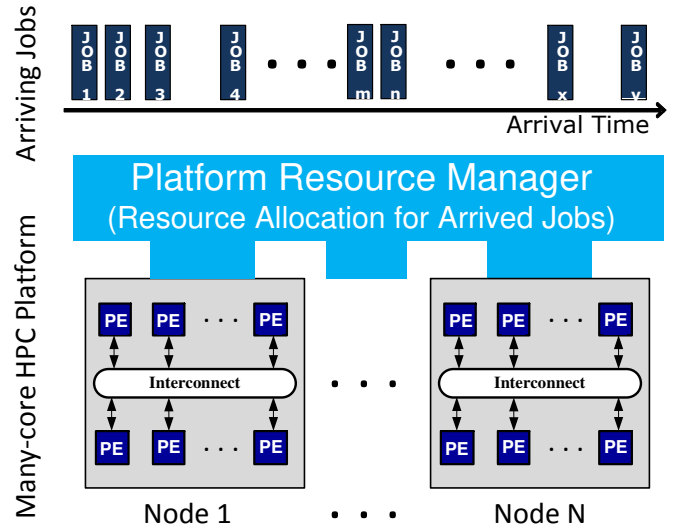 Arriving Jobs
JOB 1 JOB 2 JOB 3 JOB 4 . . . JOB m JOB n . . . JOB x JOB y
Arrival Time
Platform Resource Manager
(Resource Allocation for Arrived Jobs)
Many-core HPC Platform
PE PE . . . PE PE PE . . . PE
Interconnect . . . Interconnect
PE PE . . . PE PE PE . . . PE
Node 1 . . . Node N